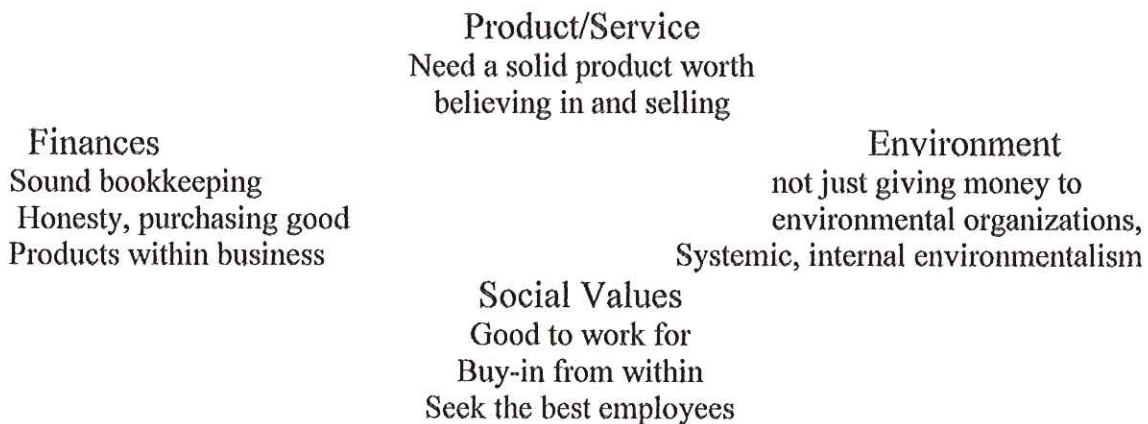 Product/Service
Need a solid product worth
believing in and selling
Finances
Sound bookkeeping
Honesty, purchasing good
Products within business
Environment
not just giving money to
environmental organizations,
Systemic, internal environmentalism
Social Values
Good to work for
Buy-in from within
Seek the best employees